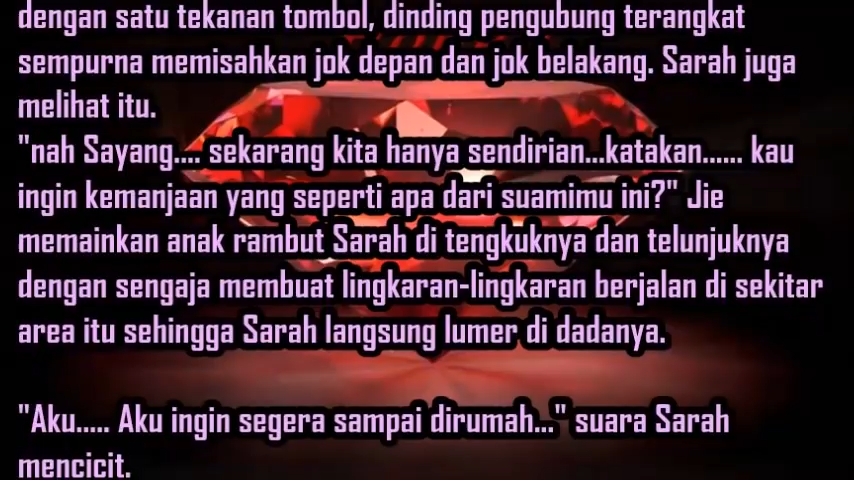 dengan satu tekanan tombol, dinding pengubung terangkat
sempurna memisahkan jok depan dan jok belakang. Sarah juga
melihat itu.
"nah Sayang.... sekarang kita hanya sendirian...katakan...... kau
ingin kemanjaan yang seperti apa dari suamimu ini?" Jie
memainkan anak rambut Sarah di tengkuknya dan telunjuknya
dengan sengaja membuat lingkaran-lingkaran berjalan di sekitar
area itu sehingga Sarah langsung lumer di dadanya.
"Aku..... Aku ingin segera sampai dirumah..." suara Sarah
mencicit.